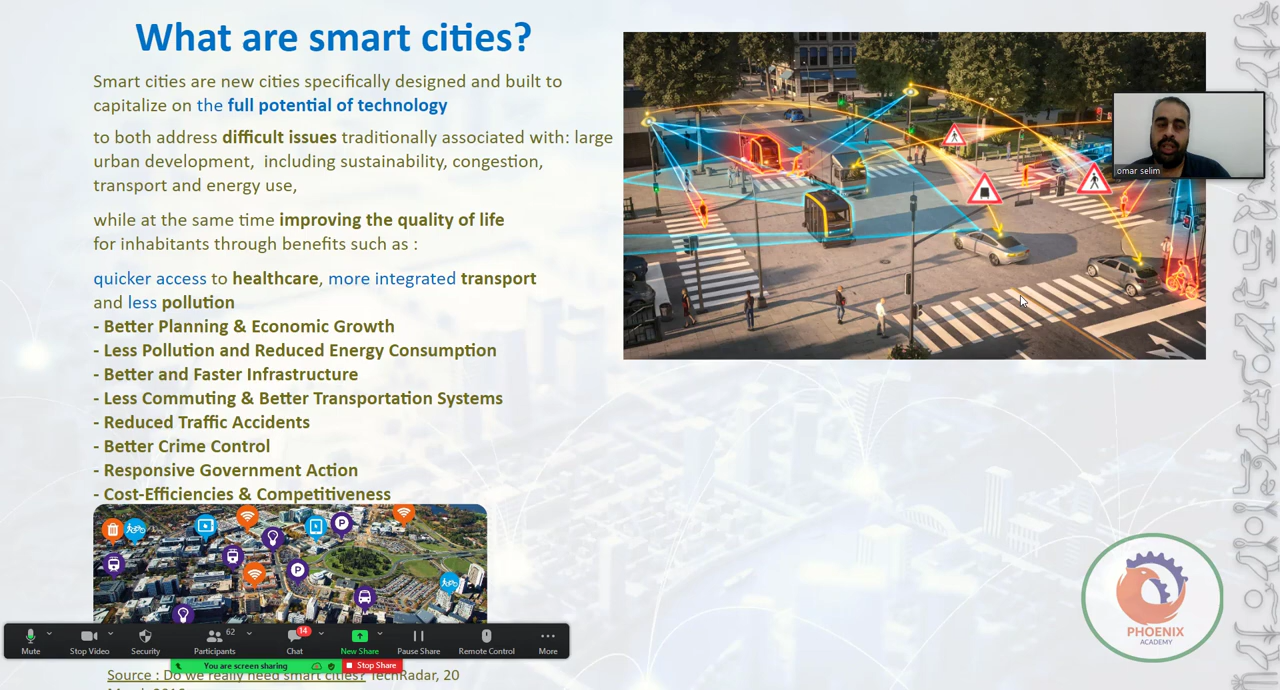 What are smart cities?
Smart cities are new cities specifically designed and built to
capitalize on the full potential of technology
to both address difficult issues traditionally associated with: large
urban development, including sustainability, congestion,
transport and energy use,
while at the same time improving the quality of life
for inhabitants through benefits such as :
quicker access to healthcare, more integrated transport
and less pollution
- Better Planning & Economic Growth
- Less Pollution and Reduced Energy Consumption
- Better and Faster Infrastructure
- Less Commuting & Better Transportation Systems
- Reduced Traffic Accidents
- Better Crime Control
- Responsive Government Action
- Cost-Efficiencies & Competitiveness
omar selim
P
P
PHOENIX
ACADEMY
62
14
Mute
Stop Video
Security
Participants
Chat
New Share
Pause Share
Remote Control
More
You are screen sharing
Stop Share
Source : Do we really need smart cities? TechRadar, 20